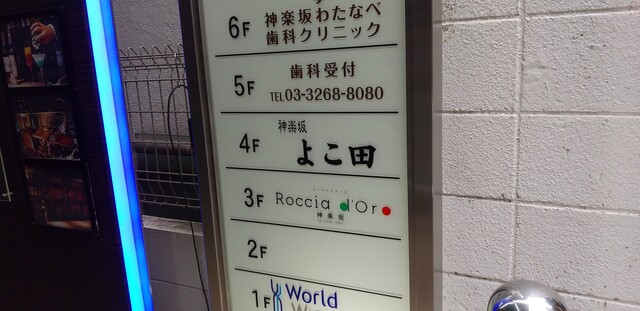 6F 神楽坂わたなべ
歯科クリニック
5F 歯科受付
TEL 03-3268-8080
神楽坂
4F よこ田
3F Roccia d'Oro
神楽坂
2F
1F World